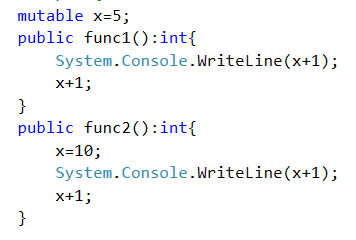 mutable x=5;
public func1():int{
    System.Console.WriteLine(x+1);
    x+1;
}
public func2():int{
    x=10;
    System.Console.WriteLine(x+1);
    x+1;
}